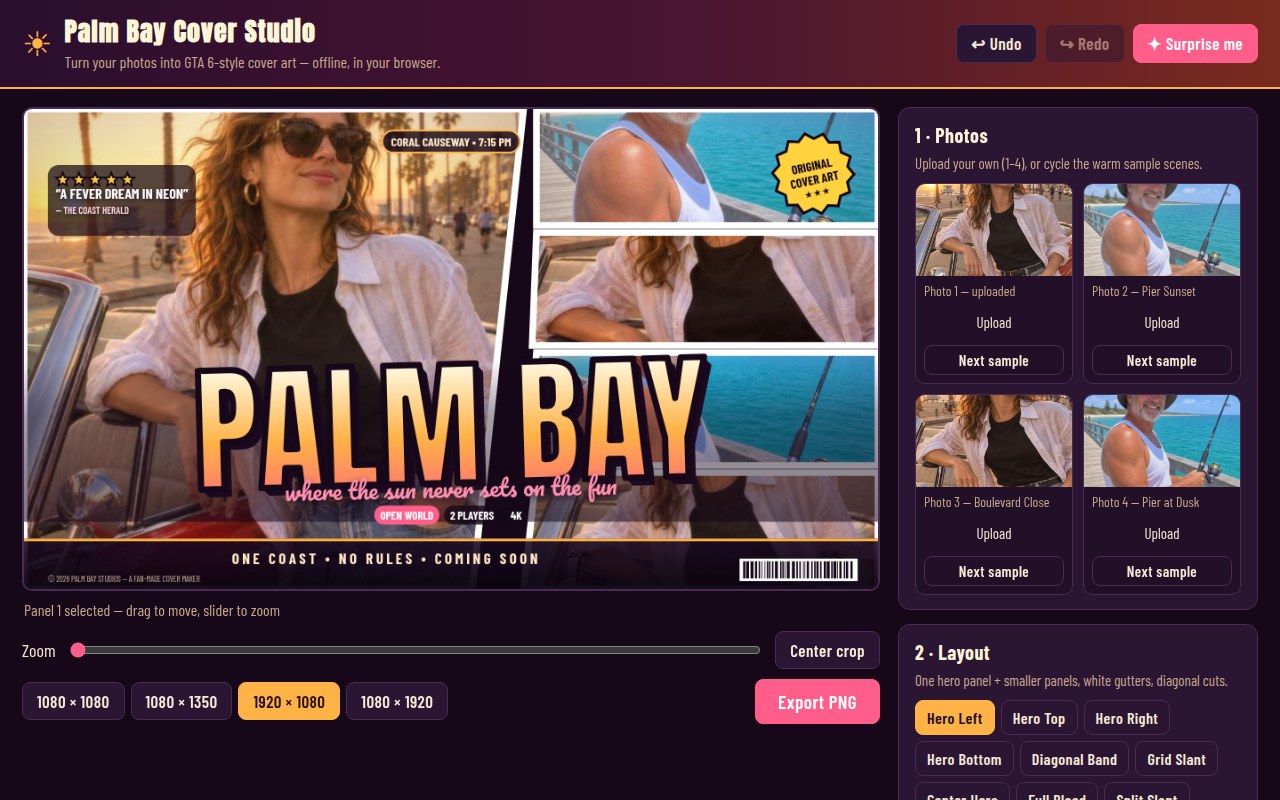 Palm Bay Cover Studio
Turn your photos into GTA 6-style cover art — offline, in your browser.
↩ Undo
↪ Redo
✦ Surprise me
CORAL CAUSEWAY • 7:15 PM
★★★★★
"A FEVER DREAM IN NEON"
— THE COAST HERALD
ORIGINAL
COVER ART
★★★
PALM BAY
where the sun never sets on the fun
OPEN WORLD 2 PLAYERS 4K
ONE COAST • NO RULES • COMING SOON
© 2026 PALM BAY STUDIOS — A FAN-MADE COVER MAKER
Panel 1 selected — drag to move, slider to zoom
Zoom
Center crop
1080 × 1080
1080 × 1350
1920 × 1080
1080 × 1920
Export PNG
1 · Photos
Upload your own (1–4), or cycle the warm sample scenes.
Photo 1 — uploaded
Upload
Next sample
Photo 2 — Pier Sunset
Upload
Next sample
Photo 3 — Boulevard Close
Upload
Next sample
Photo 4 — Pier at Dusk
Upload
Next sample
2 · Layout
One hero panel + smaller panels, white gutters, diagonal cuts.
Hero Left
Hero Top
Hero Right
Hero Bottom
Diagonal Band
Grid Slant
Center Hero
Full Bleed
Split Slant